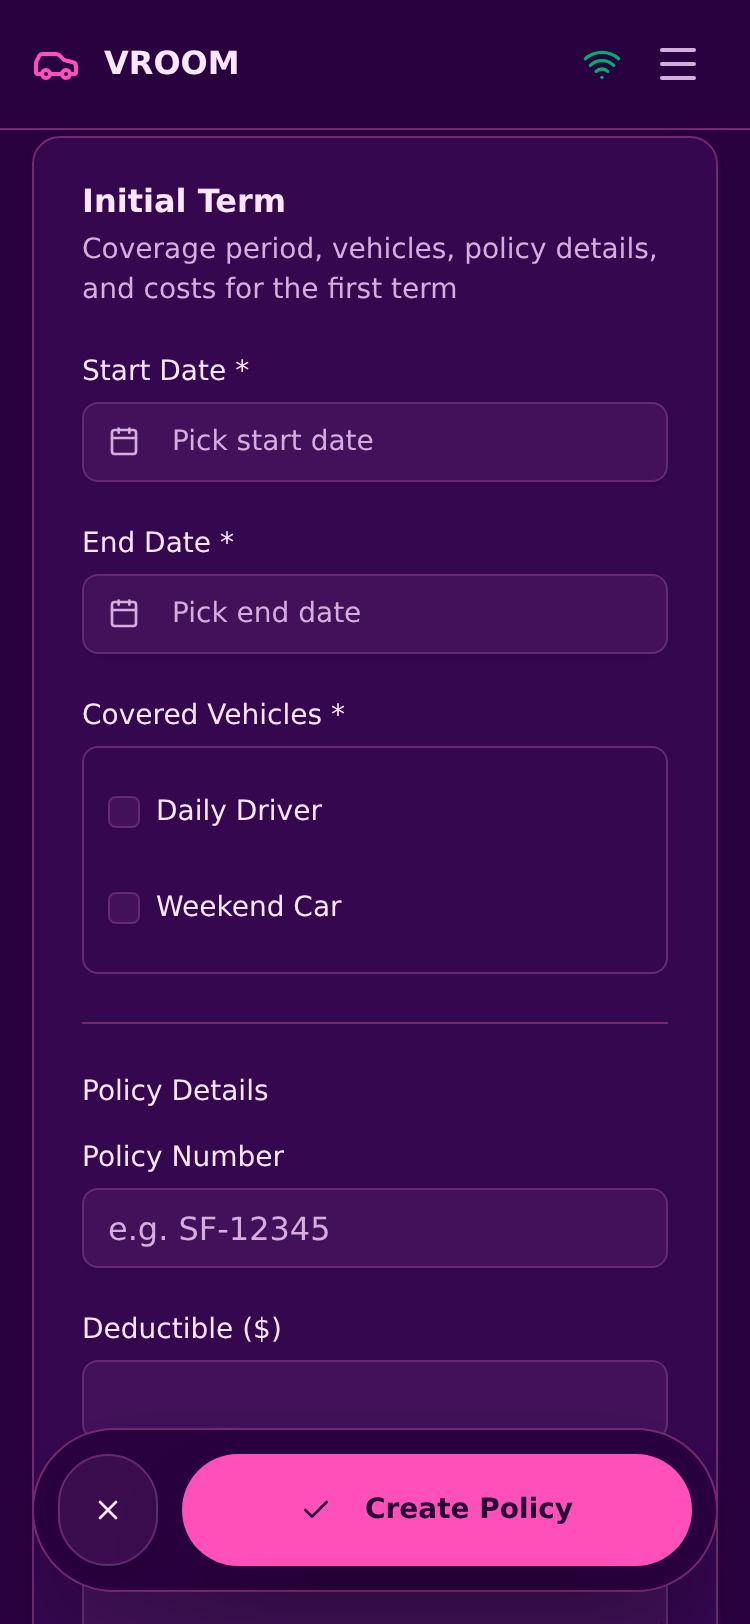 VROOM
Initial Term
Coverage period, vehicles, policy details,
and costs for the first term
Start Date *
Pick start date
End Date *
Pick end date
Covered Vehicles *
Daily Driver
Weekend Car
Policy Details
Policy Number
e.g. SF-12345
Deductible ($)
Create Policy